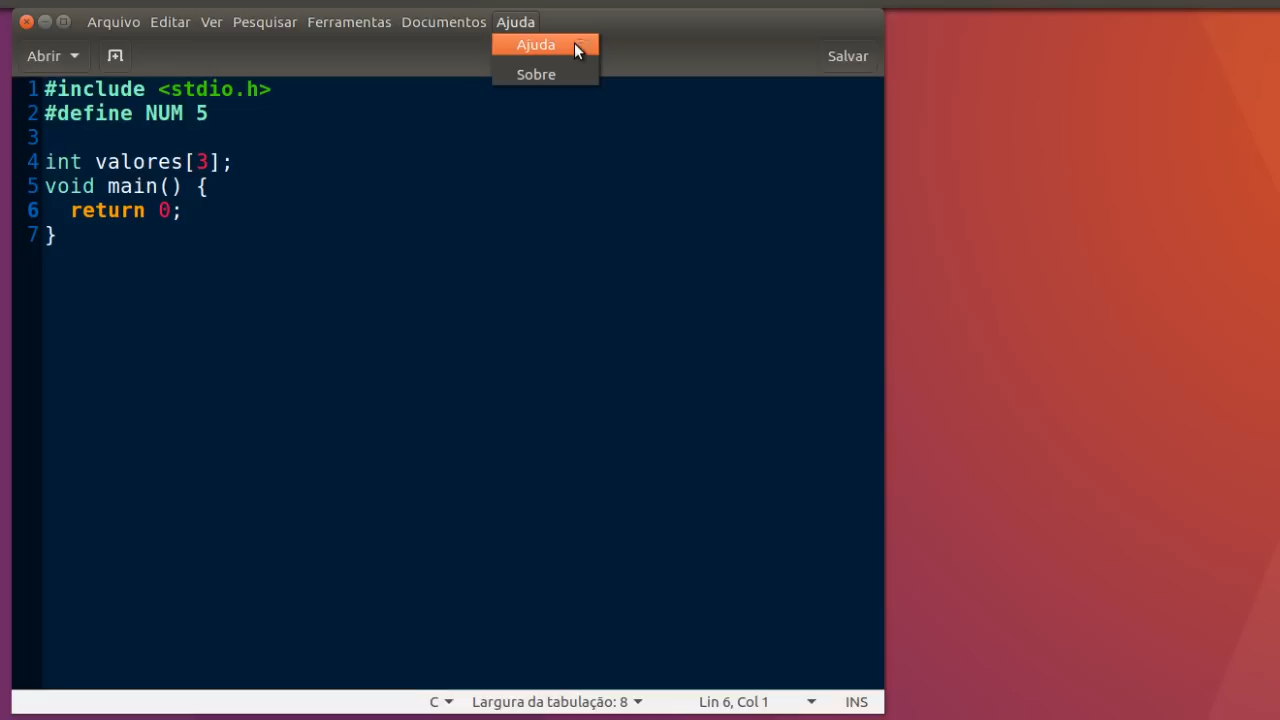 Arquivo Editar Ver Pesquisar Ferramentas Documentos Ajuda
Abrir Salvar
Ajuda
Sobre
1 #include <stdio.h>
2 #define NUM 5
3
4 int valores[3];
5 void main() {
6   return 0;
7 }
C Largura da tabulação: 8 Lin 6, Col 1 INS